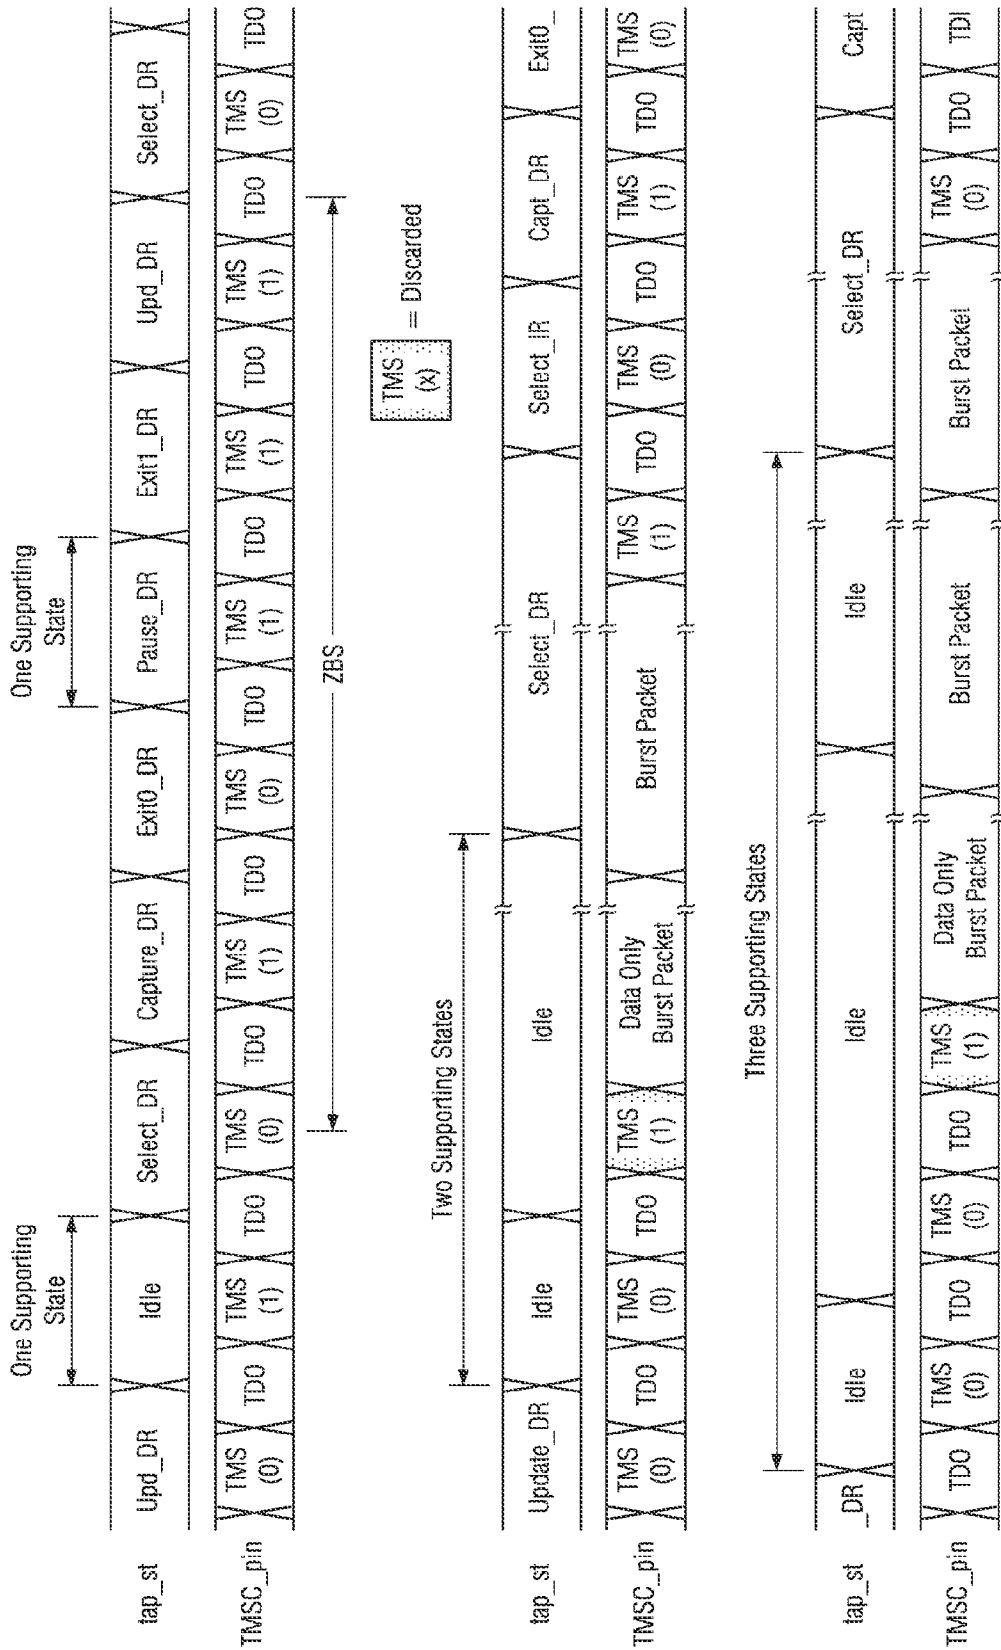 One Supporting One Supporting
State State
tap_st Upd_DR Idle Select_DR Capture_DR Exit0_DR Pause_DR Exit1_DR Upd_DR Select_DR
TMSC_pin TMS (0) TDO TMS (1) TDO TMS (0) TDO TMS (1) TDO TMS (0) TDO TMS (1) TDO TMS (1) TDO TMS (1) TDO TMS (0) TDO
ZBS
TMS (x) = Discarded
Two Supporting States
tap_st Update_DR Idle Idle Select_DR Select_IR Capt_DR Exit0_
TMSC_pin TMS (0) TDO TMS (0) TDO TMS (1) Data Only Burst Packet Burst Packet TMS (1) TDO TMS (0) TDO TMS (1) TDO TMS (0)
Three Supporting States
tap_st _DR Idle Idle Idle Select_DR Capt
TMSC_pin TDO TMS (0) TDO TMS (0) TDO TMS (1) Data Only Burst Packet Burst Packet Burst Packet TMS (0) TDO TDI